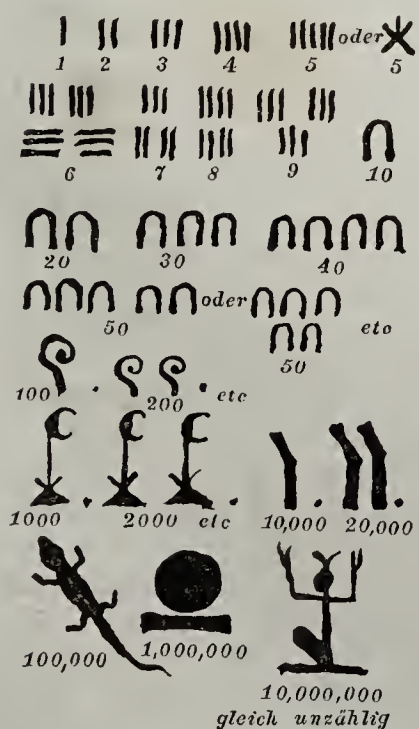 oder
1 2 3 4 5 5
6 7 8 9 10
20 30 40
oder
50 50 etc
100 . 200 . etc
1000 . 2000 . etc 10,000 . 20,000 .
100,000 1,000,000
10,000,000
gleich unzählig